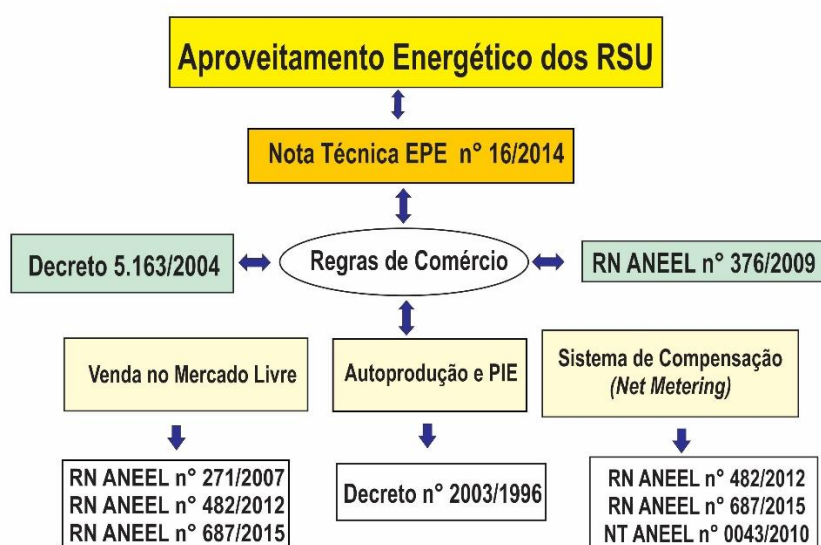 Aproveitamento Energético dos RSU
Nota Técnica EPE n° 16/2014
Decreto 5.163/2004
Regras de Comércio
RN ANEEL n° 376/2009
Venda no Mercado Livre
Autoprodução e PIE
Sistema de Compensação
(Net Metering)
RN ANEEL n° 271/2007
RN ANEEL n° 482/2012
RN ANEEL n° 687/2015
Decreto n° 2003/1996
RN ANEEL n° 482/2012
RN ANEEL n° 687/2015
NT ANEEL n° 0043/2010